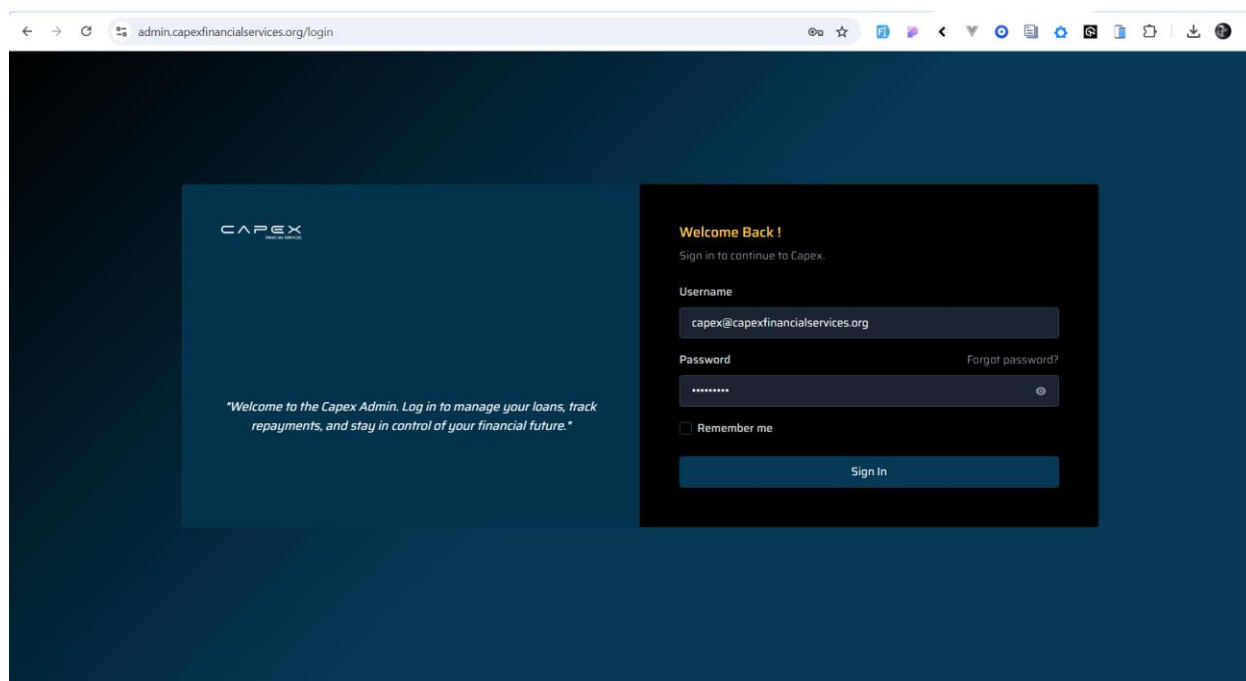 admin.capexfinancialservices.org/login
CAPEX
FINANCIAL SERVICES
"Welcome to the Capex Admin. Log in to manage your loans, track
repayments, and stay in control of your financial future."
Welcome Back !
Sign in to continue to Capex.
Username
capex@capexfinancialservices.org
Password
Forgot password?
•••••••••
Remember me
Sign In